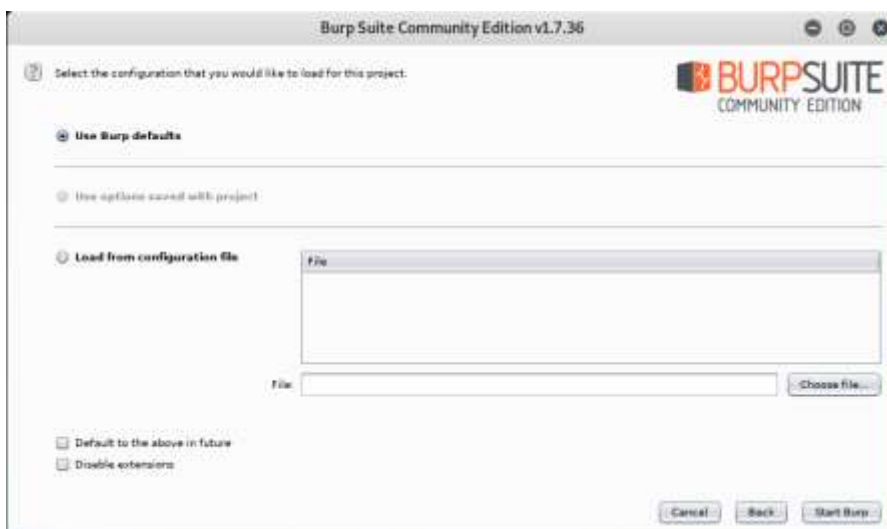 Burp Suite Community Edition v1.7.36
Select the configuration that you would like to load for this project.
BURPSUITE
COMMUNITY EDITION
Use Burp defaults
Use options saved with project
Load from configuration file
File
File:
Choose file...
Default to the above in future
Disable extensions
Cancel
Back
Start Burp